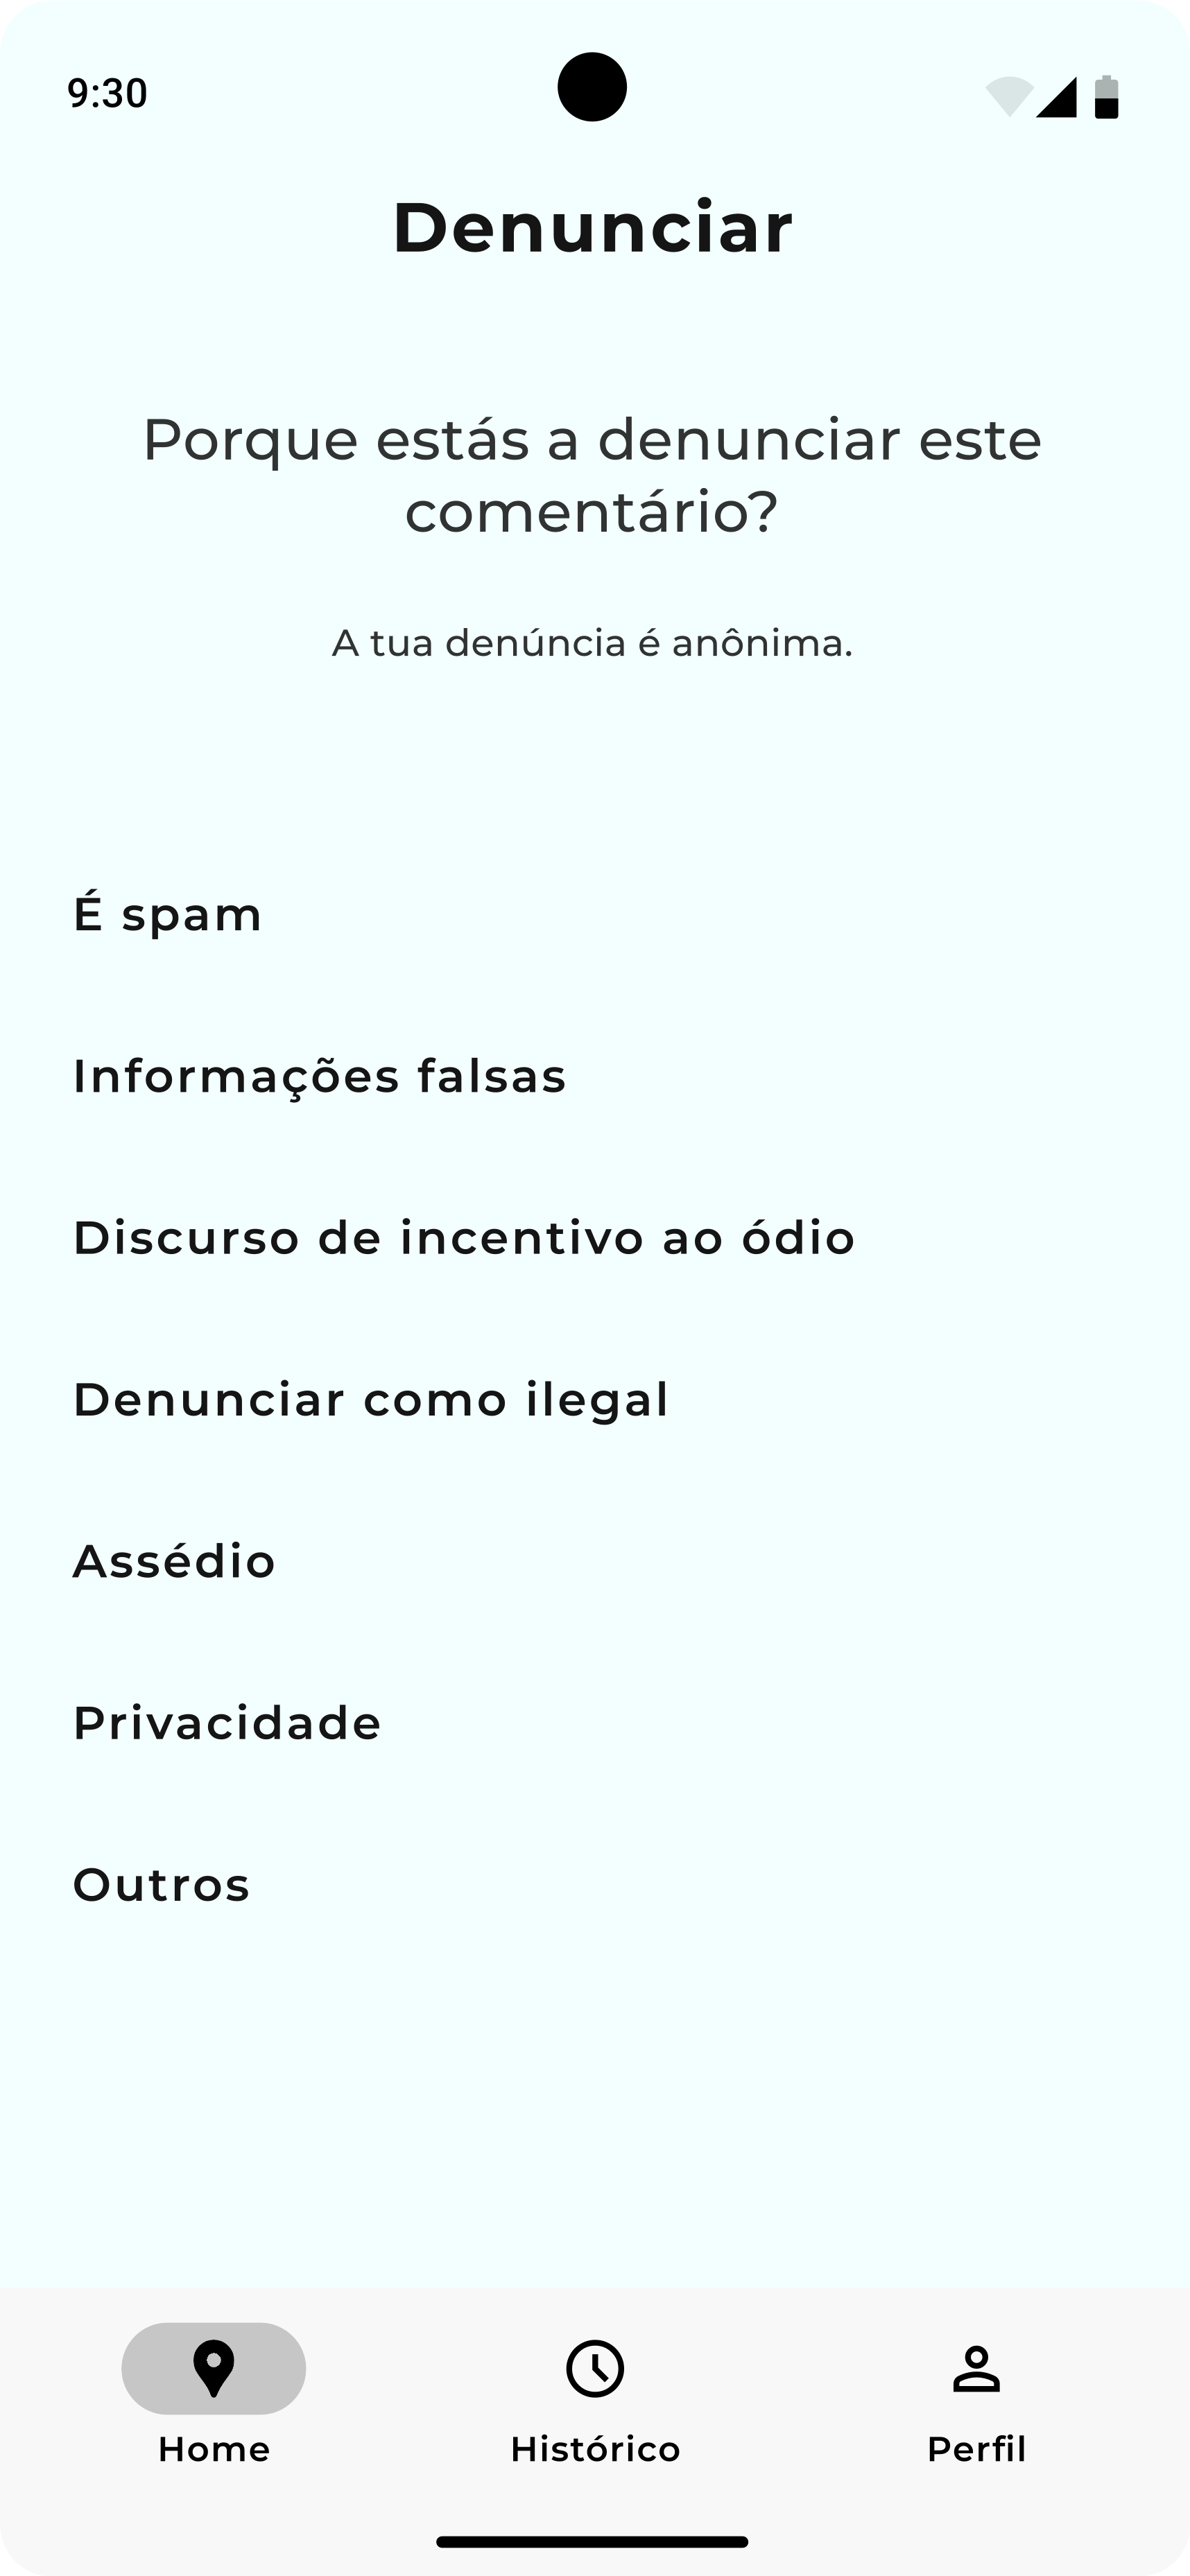 9:30
Denunciar
Porque estás a denunciar este
comentário?
A tua denúncia é anônima.
É spam
Informações falsas
Discurso de incentivo ao ódio
Denunciar como ilegal
Assédio
Privacidade
Outros
Home
Histórico
Perfil